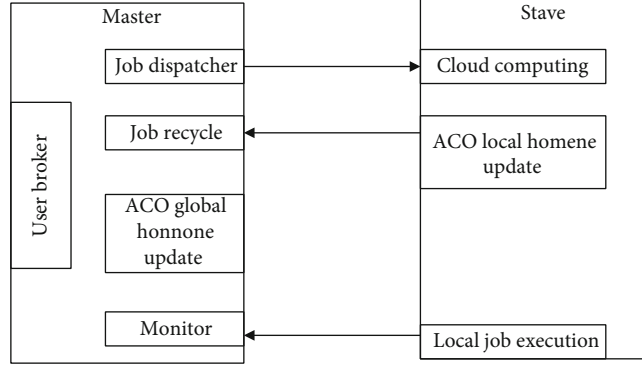 Master
Job dispatcher
Job recycle
ACO global
honnone
update
Monitor
User broker
Stave
Cloud computing
ACO local homene
update
Local job execution